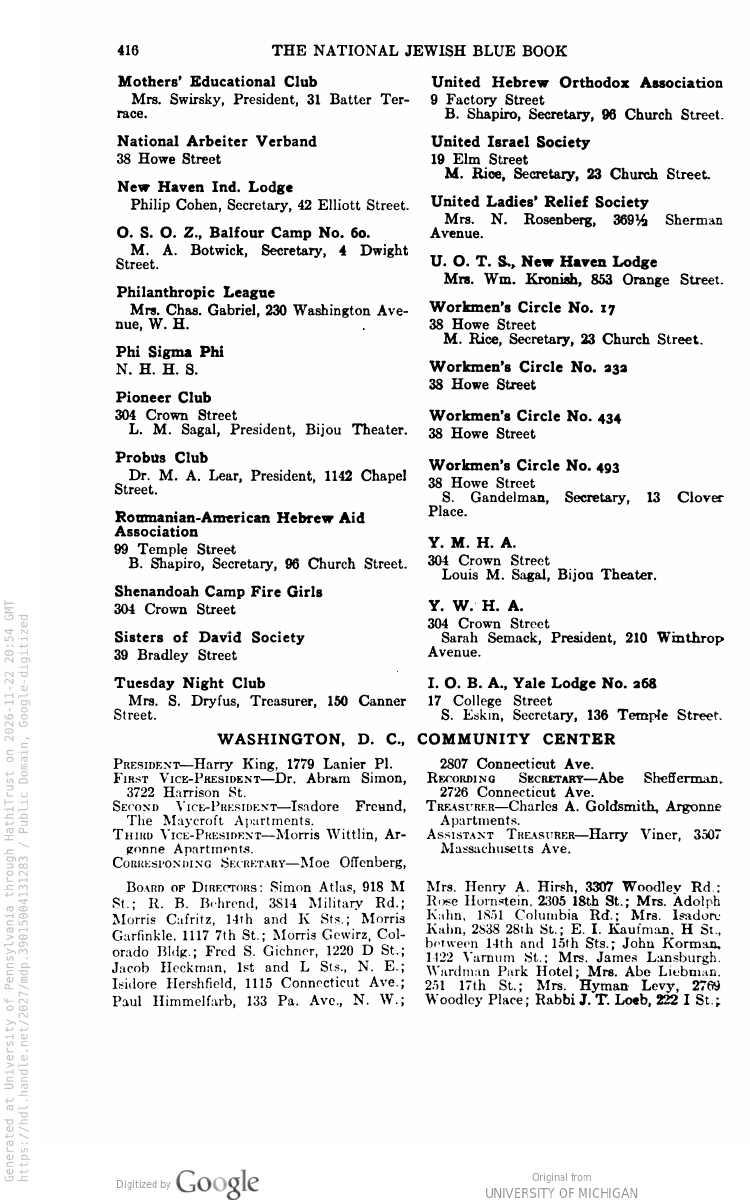 416
THE NATIONAL JEWISH BLUE BOOK
Mothers' Educational Club
Mrs. Swirsky, President, 31 Batter Ter-
race.
National Arbeiter Verband
38 Howe Street
New Haven Ind. Lodge
Philip Cohen, Secretary, 42 Elliott Street.
O. S. O. Z., Balfour Camp No. 60.
M. A. Botwick, Secretary, 4 Dwight
Street.
Philanthropic League
Mrs. Chas. Gabriel, 230 Washington Ave-
nue, W. H.
Phi Sigma Phi
N. H. H. S.
Pioneer Club
304 Crown Street
L. M. Sagal, President, Bijou Theater.
Probus Club
Dr. M. A. Lear, President, 1142 Chapel
Street.
Roumanian-American Hebrew Aid
Association
99 Temple Street
B. Shapiro, Secretary, 96 Church Street.
Shenandoah Camp Fire Girls
304 Crown Street
Sisters of David Society
39 Bradley Street
Tuesday Night Club
Mrs. S. Dryfus, Treasurer, 150 Canner
Street.
United Hebrew Orthodox Association
9 Factory Street
B. Shapiro, Secretary, 96 Church Street.
United Israel Society
19 Elm Street
M. Rice, Secretary, 23 Church Street.
United Ladies' Relief Society
Mrs. N. Rosenberg, 369½ Sherman
Avenue.
U. O. T. S., New Haven Lodge
Mrs. Wm. Kronish, 853 Orange Street.
Workmen's Circle No. 17
38 Howe Street
M. Rice, Secretary, 23 Church Street.
Workmen's Circle No. 232
38 Howe Street
Workmen's Circle No. 434
38 Howe Street
Workmen's Circle No. 493
38 Howe Street
S. Gandelman, Secretary, 13 Clover
Place.
Y. M. H. A.
304 Crown Street
Louis M. Sagal, Bijou Theater.
Y. W. H. A.
304 Crown Street
Sarah Semack, President, 210 Winthrop
Avenue.
I. O. B. A., Yale Lodge No. 268
17 College Street
S. Eskin, Secretary, 136 Temple Street.
WASHINGTON, D. C., COMMUNITY CENTER
PRESIDENT—Harry King, 1779 Lanier Pl.
FIRST VICE-PRESIDENT—Dr. Abram Simon,
3722 Harrison St.
SECOND VICE-PRESIDENT—Isadore Freund,
The Maycroft Apartments.
THIRD VICE-PRESIDENT—Morris Wittlin, Ar-
gonne Apartments.
CORRESPONDING SECRETARY—Moe Offenberg,
2807 Connecticut Ave.
RECORDING SECRETARY—Abe Shefferman,
2726 Connecticut Ave.
TREASURER—Charles A. Goldsmith, Argonne
Apartments.
ASSISTANT TREASURER—Harry Viner, 3507
Massachusetts Ave.
BOARD OF DIRECTORS: Simon Atlas, 918 M
St.; R. B. Behrend, 3814 Military Rd.;
Morris Cafritz, 14th and K Sts.; Morris
Garfinkle, 1117 7th St.; Morris Gewirz, Col-
orado Bldg.; Fred S. Gichner, 1220 D St.;
Jacob Heckman, 1st and L Sts., N. E.;
Isidore Hershfield, 1115 Connecticut Ave.;
Paul Himmelfarb, 133 Pa. Ave., N. W.;
Mrs. Henry A. Hirsh, 3307 Woodley Rd.;
Rose Hornstein, 2305 18th St.; Mrs. Adolph
Kahn, 1851 Columbia Rd.; Mrs. Isadore
Kahn, 2838 28th St.; E. I. Kaufman, H St.,
between 14th and 15th Sts.; John Korman,
1422 Varnum St.; Mrs. James Lansburgh.
Wardman Park Hotel; Mrs. Abe Liebman.
251 17th St.; Mrs. Hyman Levy, 2769
Woodley Place; Rabbi J. T. Loeb, 222 I St.;
Generated at University of Pennsylvania through HathiTrust on 2026-11-22 20:54 GMT
https://hdl.handle.net/2027/mdp.39015004131283 / Public Domain, Google-digitized
Digitized by Google
Original from
UNIVERSITY OF MICHIGAN